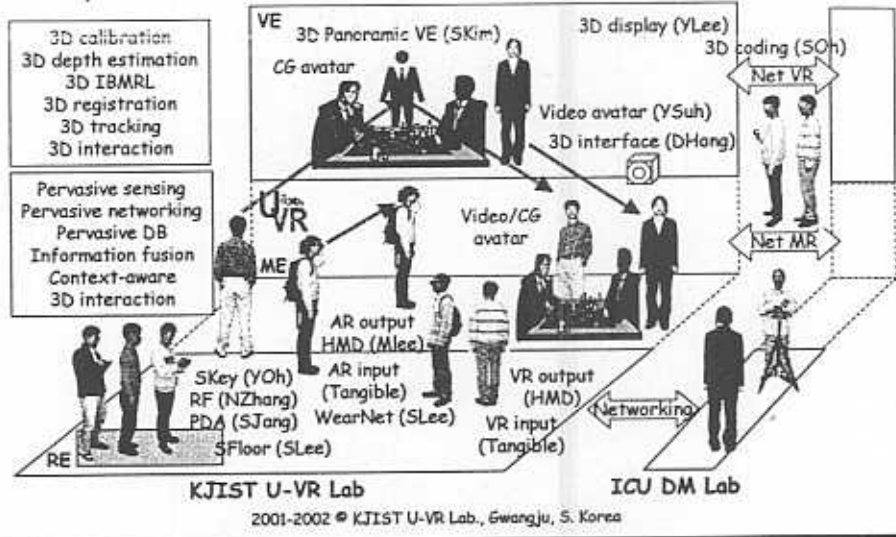 3D calibration
3D depth estimation
3D IBMRL
3D registration
3D tracking
3D interaction
Pervasive sensing
Pervasive networking
Pervasive DB
Information fusion
Context-aware
3D interaction
VE
3D Panoramic VE (SKim)
3D display (YLee)
CG avatar
3D coding (SOh)
Net VR
Video avatar (YSuh)
3D interface (DHong)
VR
ME
Video/CG
avatar
Net MR
AR output
HMD (Mlee)
AR input
(Tangible)
WearNet (SLee)
SKey (YOh)
RF (NZhang)
PDA (SJang)
SFloor (SLee)
VR output
(HMD)
VR input
(Tangible)
Networking
RE
KJIST U-VR Lab
ICU DM Lab
2001-2002 © KJIST U-VR Lab., Gwangju, S. Korea